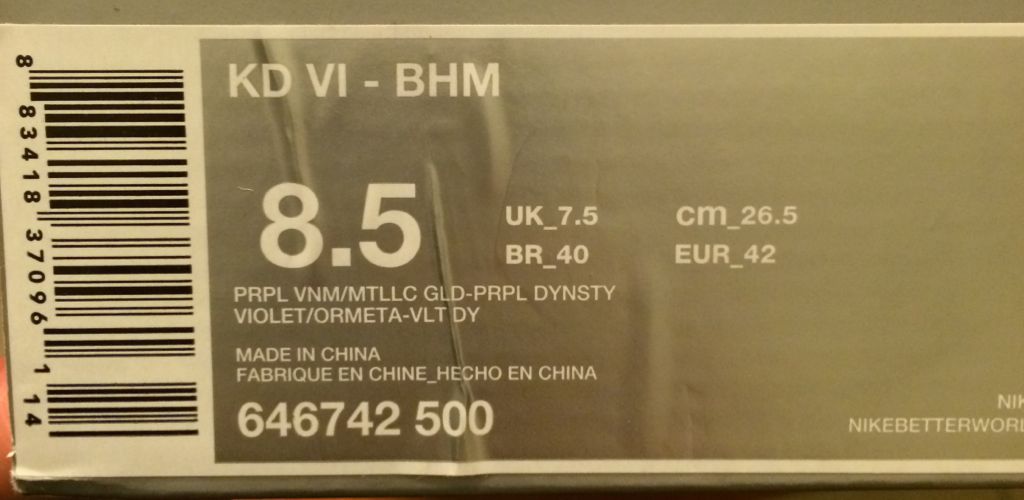 8 83418 37096 1 14
KD VI - BHM
8.5
UK_7.5 cm_26.5
BR_40 EUR_42
PRPL VNM/MTLLC GLD-PRPL DYNSTY
VIOLET/ORMETA-VLT DY
MADE IN CHINA
FABRIQUE EN CHINE_HECHO EN CHINA
646742 500